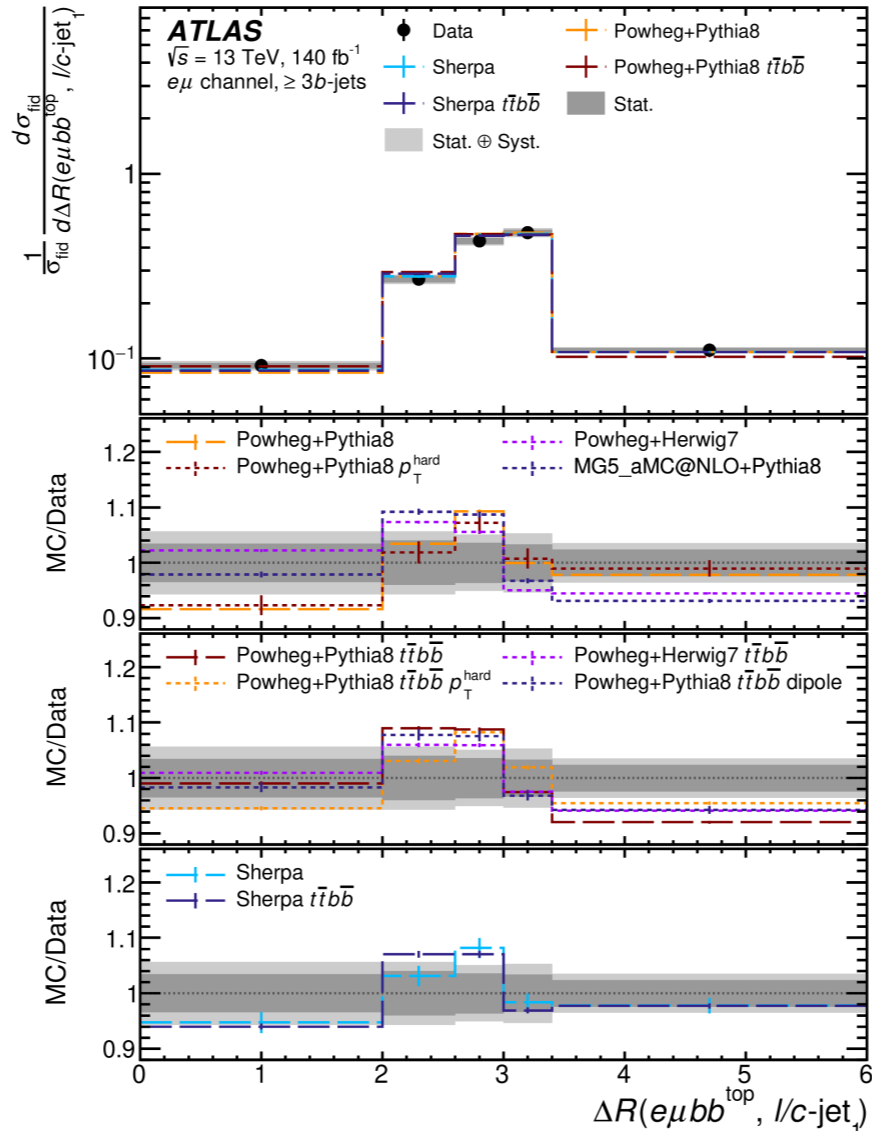 ATLAS
√s = 13 TeV, 140 fb⁻¹
eμ channel, ≥ 3b-jets
Data
Sherpa
Sherpa tt̄bb̄
Stat. ⊕ Syst.
Powheg+Pythia8
Powheg+Pythia8 tt̄bb̄
Stat.
1/σ_fid dσ_fid/dΔR(eμbb^top, l/c-jet₁)
1
10⁻¹
Powheg+Pythia8
Powheg+Pythia8 p_T^hard
Powheg+Herwig7
MG5_aMC@NLO+Pythia8
MC/Data
1.2
1.1
1
0.9
Powheg+Pythia8 tt̄bb̄
Powheg+Pythia8 tt̄bb̄ p_T^hard
Powheg+Herwig7 tt̄bb̄
Powheg+Pythia8 tt̄bb̄ dipole
MC/Data
1.2
1.1
1
0.9
Sherpa
Sherpa tt̄bb̄
MC/Data
1.2
1.1
1
0.9
0 1 2 3 4 5 6
ΔR(eμbb^top, l/c-jet₁)